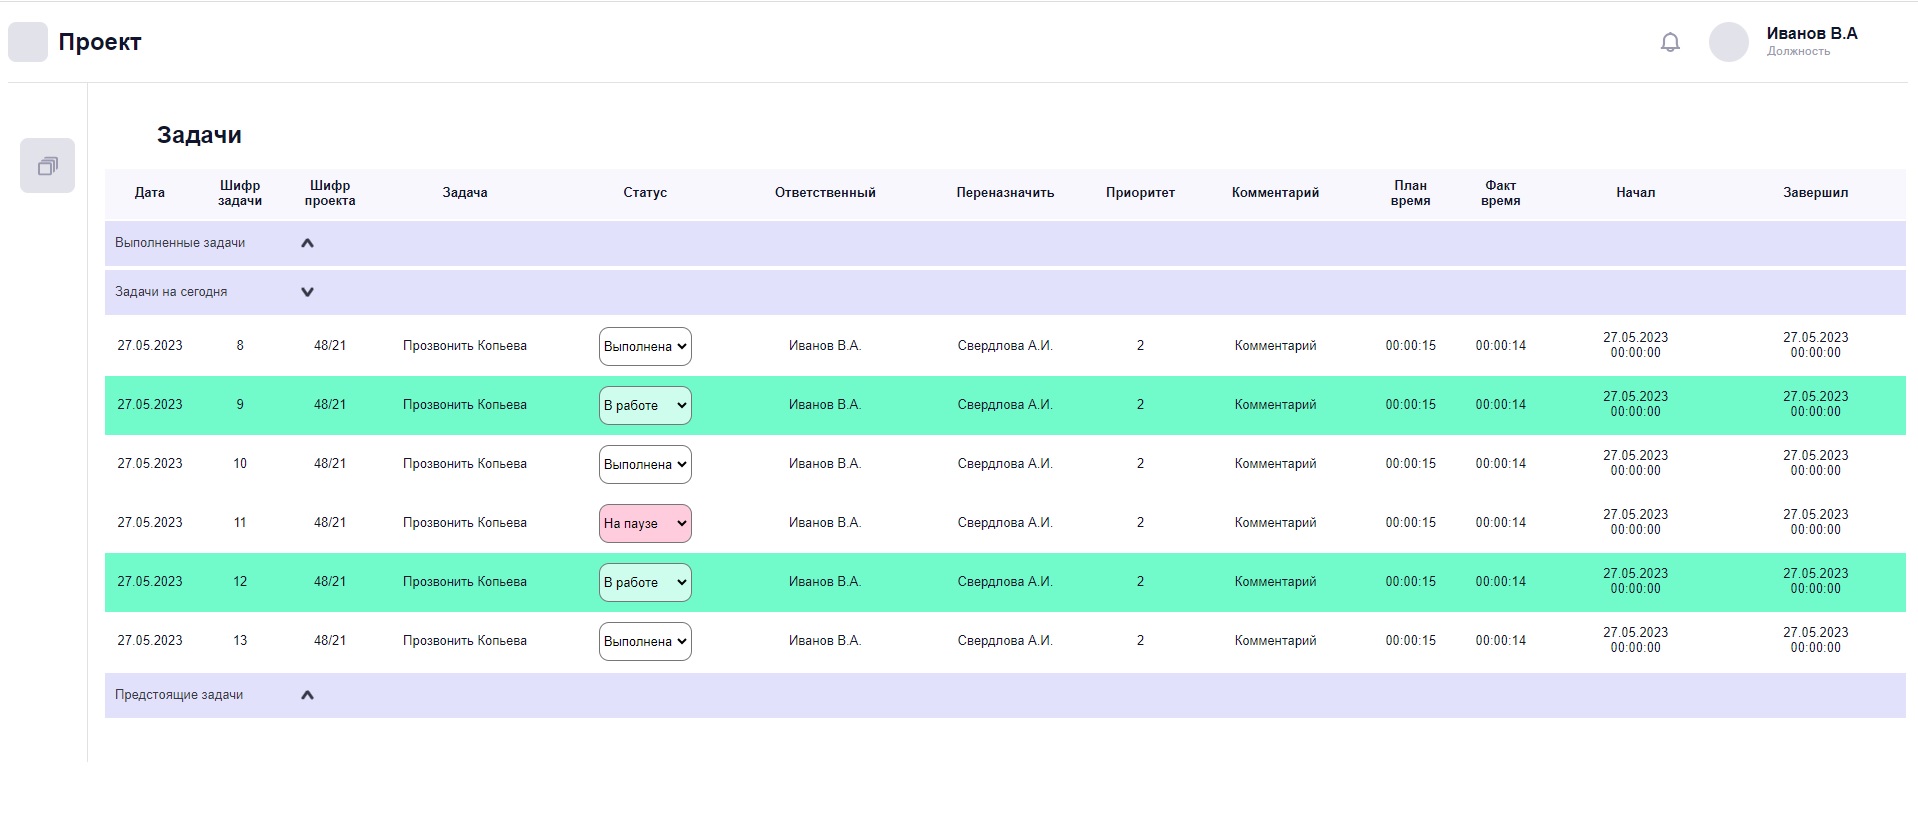 Проект
Иванов В.А
Должность
Задачи
Дата Шифр задачи Шифр проекта Задача Статус Ответственный Переназначить Приоритет Комментарий План время Факт время Начал Завершил
Выполненные задачи
Задачи на сегодня
27.05.2023 8 48/21 Прозвонить Копьева Выполнена Иванов В.А. Свердлова А.И. 2 Комментарий 00:00:15 00:00:14 27.05.2023 00:00:00 27.05.2023 00:00:00
27.05.2023 9 48/21 Прозвонить Копьева В работе Иванов В.А. Свердлова А.И. 2 Комментарий 00:00:15 00:00:14 27.05.2023 00:00:00 27.05.2023 00:00:00
27.05.2023 10 48/21 Прозвонить Копьева Выполнена Иванов В.А. Свердлова А.И. 2 Комментарий 00:00:15 00:00:14 27.05.2023 00:00:00 27.05.2023 00:00:00
27.05.2023 11 48/21 Прозвонить Копьева На паузе Иванов В.А. Свердлова А.И. 2 Комментарий 00:00:15 00:00:14 27.05.2023 00:00:00 27.05.2023 00:00:00
27.05.2023 12 48/21 Прозвонить Копьева В работе Иванов В.А. Свердлова А.И. 2 Комментарий 00:00:15 00:00:14 27.05.2023 00:00:00 27.05.2023 00:00:00
27.05.2023 13 48/21 Прозвонить Копьева Выполнена Иванов В.А. Свердлова А.И. 2 Комментарий 00:00:15 00:00:14 27.05.2023 00:00:00 27.05.2023 00:00:00
Предстоящие задачи